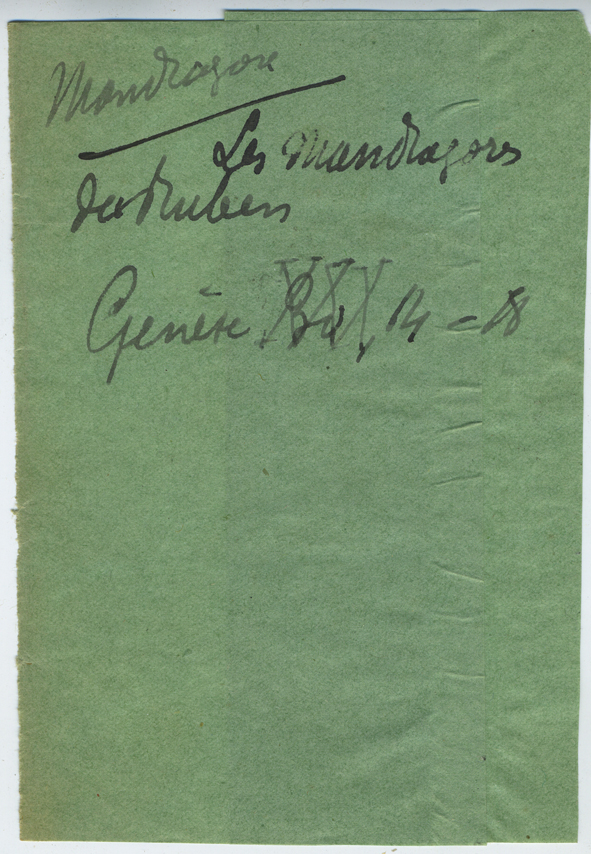 Mandragore
Les Mandragores
de Ruben
Genèse XXX, 14 = 18